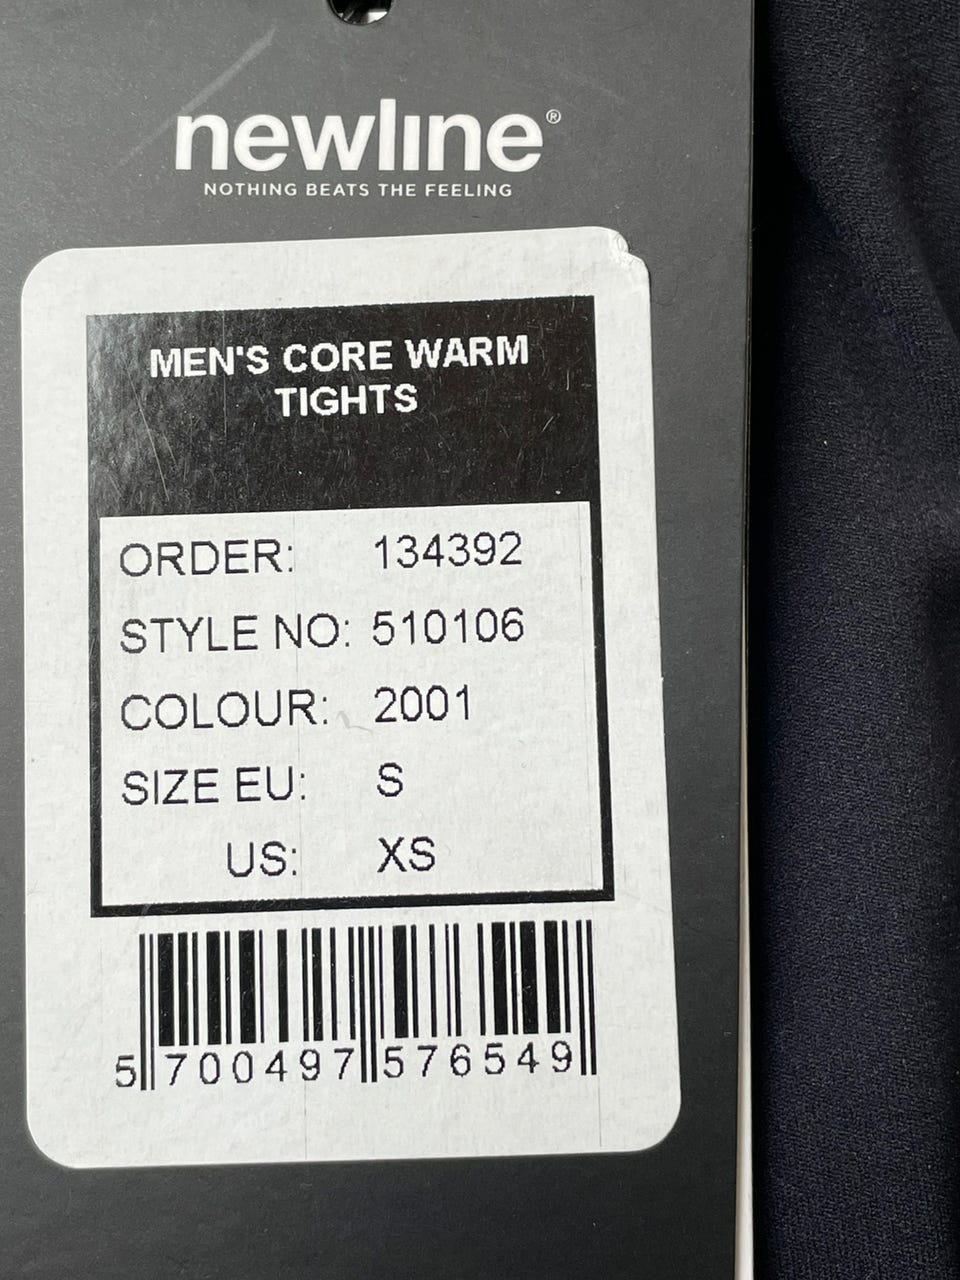 newline®
NOTHING BEATS THE FEELING
MEN'S CORE WARM
TIGHTS
ORDER: 134392
STYLE NO: 510106
COLOUR: 2001
SIZE EU: S
US: XS
5 700497 576549